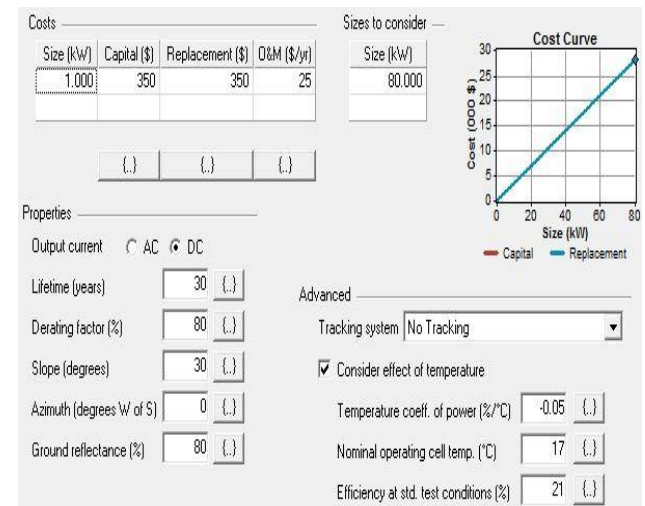 Costs
Size (kW) Capital ($) Replacement ($) O&M ($/yr)
1.000 350 350 25
{..} {..} {..}
Sizes to consider
Size (kW)
80.000
Cost Curve
Cost (000 $)
30
25
20
15
10
5
0
0 20 40 60 80
Size (kW)
Capital Replacement
Properties
Output current AC DC
Lifetime (years) 30 {..}
Derating factor (%) 80 {..}
Slope (degrees) 30 {..}
Azimuth (degrees W of S) 0 {..}
Ground reflectance (%) 80 {..}
Advanced
Tracking system No Tracking
Consider effect of temperature
Temperature coeff. of power (%/°C) -0.05 {..}
Nominal operating cell temp. (°C) 17 {..}
Efficiency at std. test conditions (%) 21 {..}